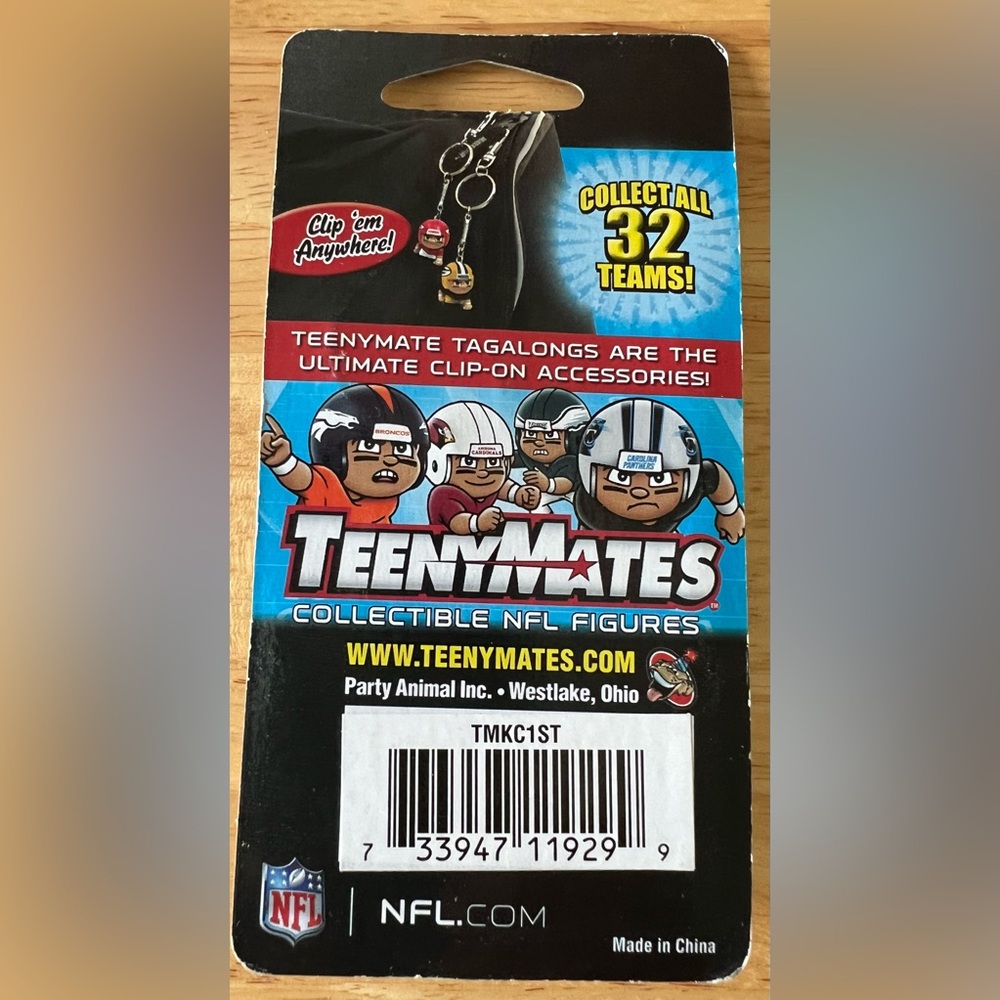 Clip 'em
Anywhere!
COLLECT ALL
32
TEAMS!
TEENYMATE TAGALONGS ARE THE
ULTIMATE CLIP-ON ACCESSORIES!
BRONCOS
ARIZONA
CARDINALS
EAGLES
CAROLINA
PANTHERS
TEENYMATES™
COLLECTIBLE NFL FIGURES
WWW.TEENYMATES.COM
Party Animal Inc. • Westlake, Ohio
TMKC1ST
7 33947 11929 9
NFL
NFL.COM
Made in China